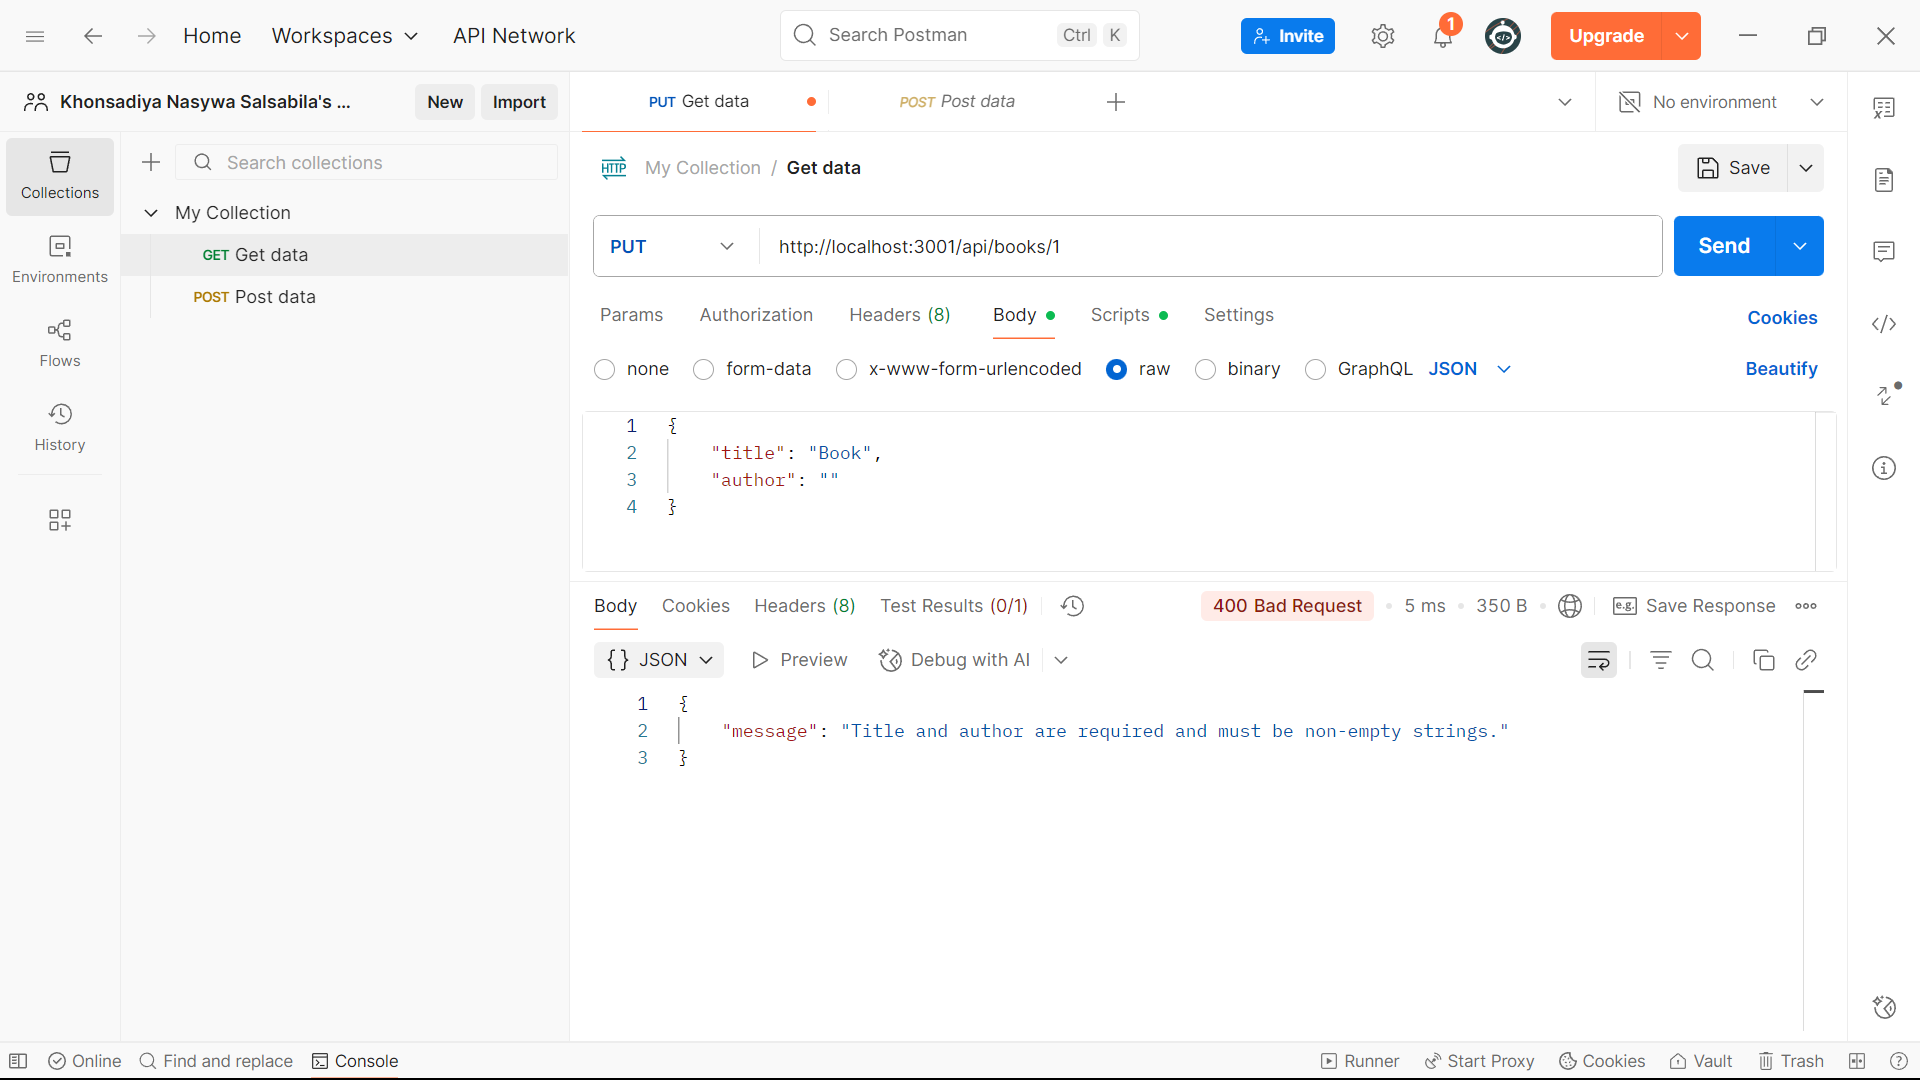 Home Workspaces API Network Search Postman Ctrl K Invite 1 Upgrade
Khonsadiya Nasywa Salsabila's ... New Import PUT Get data POST Post data No environment
Collections Search collections
HTTP My Collection / Get data Save
My Collection
GET Get data
POST Post data
Environments
Flows
History
PUT http://localhost:3001/api/books/1 Send
Params Authorization Headers (8) Body Scripts Settings Cookies
none form-data x-www-form-urlencoded raw binary GraphQL JSON Beautify
1 {
2 "title": "Book",
3 "author": ""
4 }
Body Cookies Headers (8) Test Results (0/1) 400 Bad Request 5 ms 350 B e.g. Save Response
{} JSON Preview Debug with AI
1 {
2 "message": "Title and author are required and must be non-empty strings."
3 }
Online Find and replace Console Runner Start Proxy Cookies Vault Trash